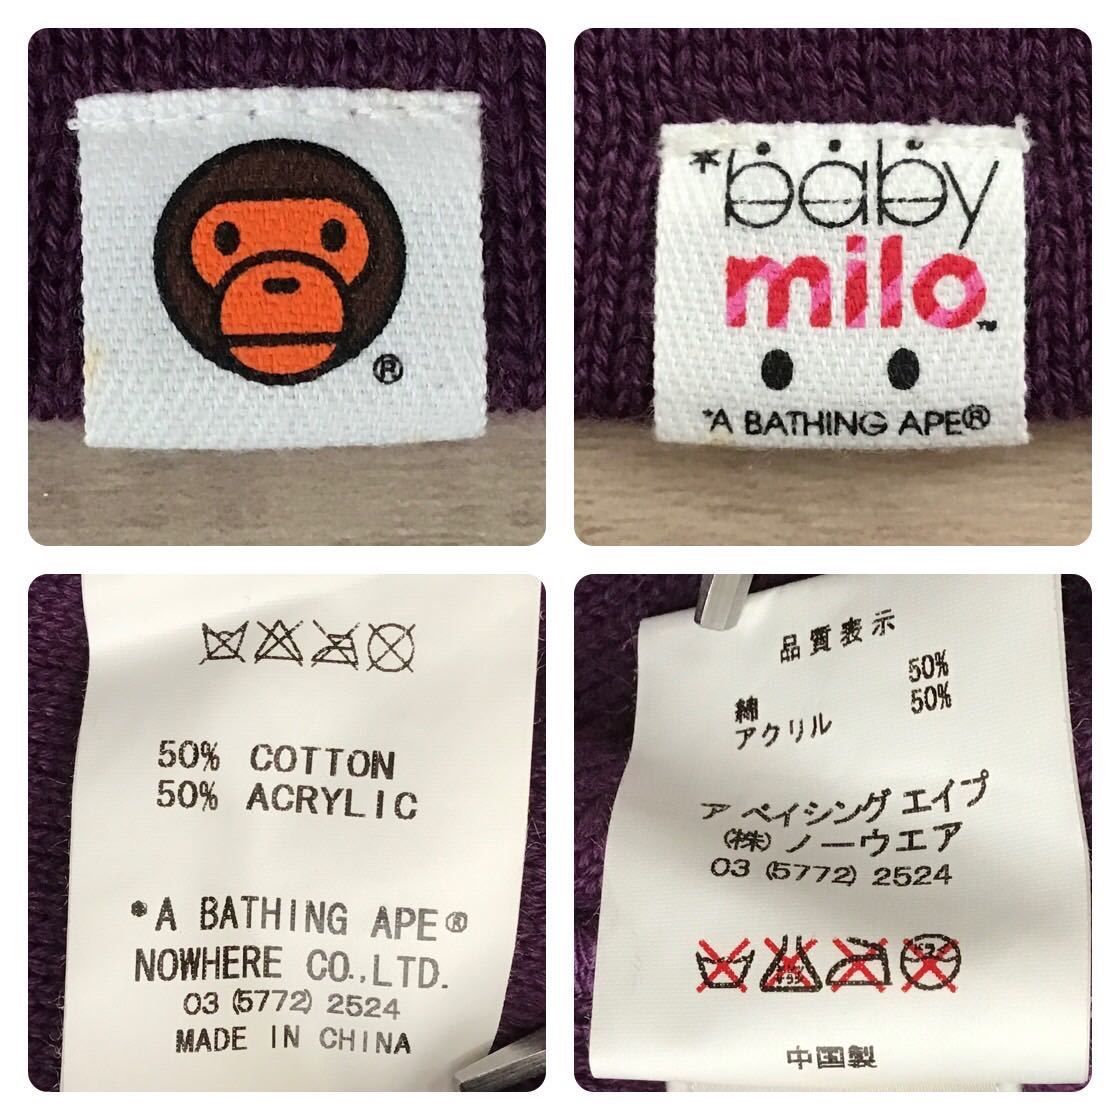 ®
*baby
milo™
*A BATHING APE®
50% COTTON
50% ACRYLIC
*A BATHING APE®
NOWHERE CO.,LTD.
03 (5772) 2524
MADE IN CHINA
品質表示
綿 50%
アクリル 50%
ア ベイシング エイプ
(株) ノーウエア
03 (5772) 2524
中国製